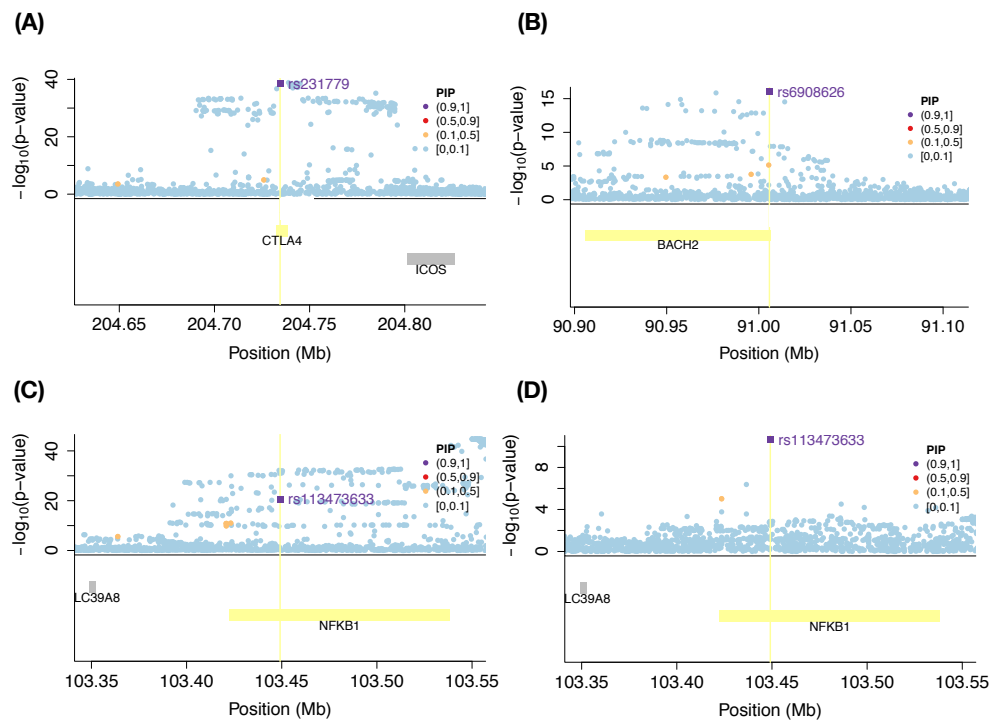 (A)
−log10(p−value)
40
20
0
rs231779
PIP
(0.9,1]
(0.5,0.9]
(0.1,0.5]
[0,0.1]
CTLA4
ICOS
204.65 204.70 204.75 204.80
Position (Mb)
(B)
−log10(p−value)
15
10
5
0
rs6908626
PIP
(0.9,1]
(0.5,0.9]
(0.1,0.5]
[0,0.1]
BACH2
90.90 90.95 91.00 91.05 91.10
Position (Mb)
(C)
−log10(p−value)
40
20
0
rs113473633
PIP
(0.9,1]
(0.5,0.9]
(0.1,0.5]
[0,0.1]
LC39A8
NFKB1
103.35 103.40 103.45 103.50 103.55
Position (Mb)
(D)
−log10(p−value)
8
4
0
rs113473633
PIP
(0.9,1]
(0.5,0.9]
(0.1,0.5]
[0,0.1]
LC39A8
NFKB1
103.35 103.40 103.45 103.50 103.55
Position (Mb)